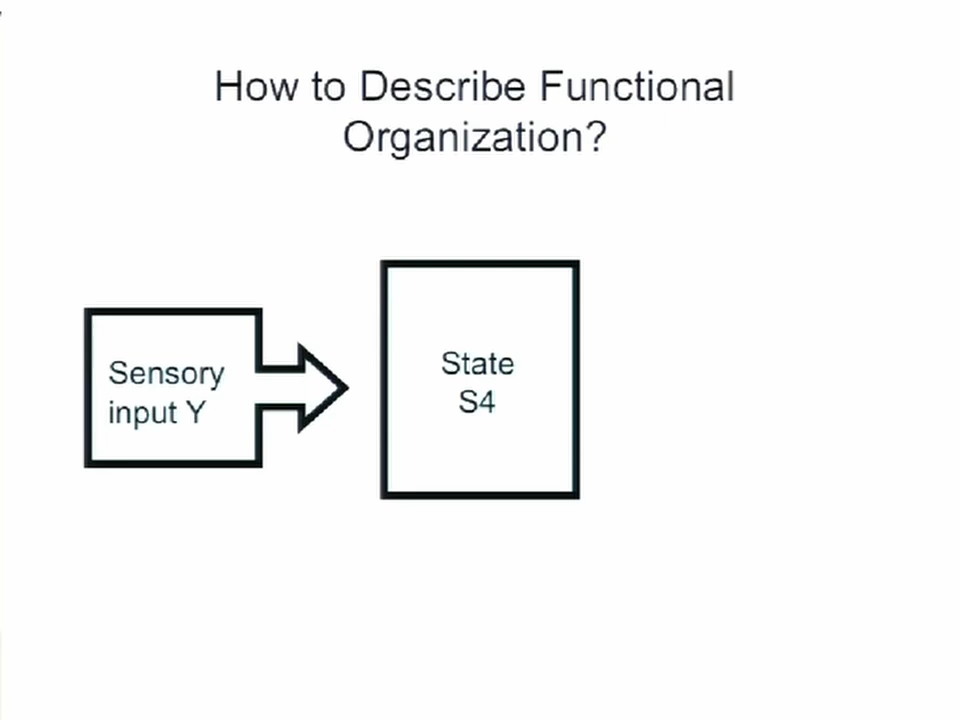 How to Describe Functional
Organization?
Sensory
input Y
State
S4